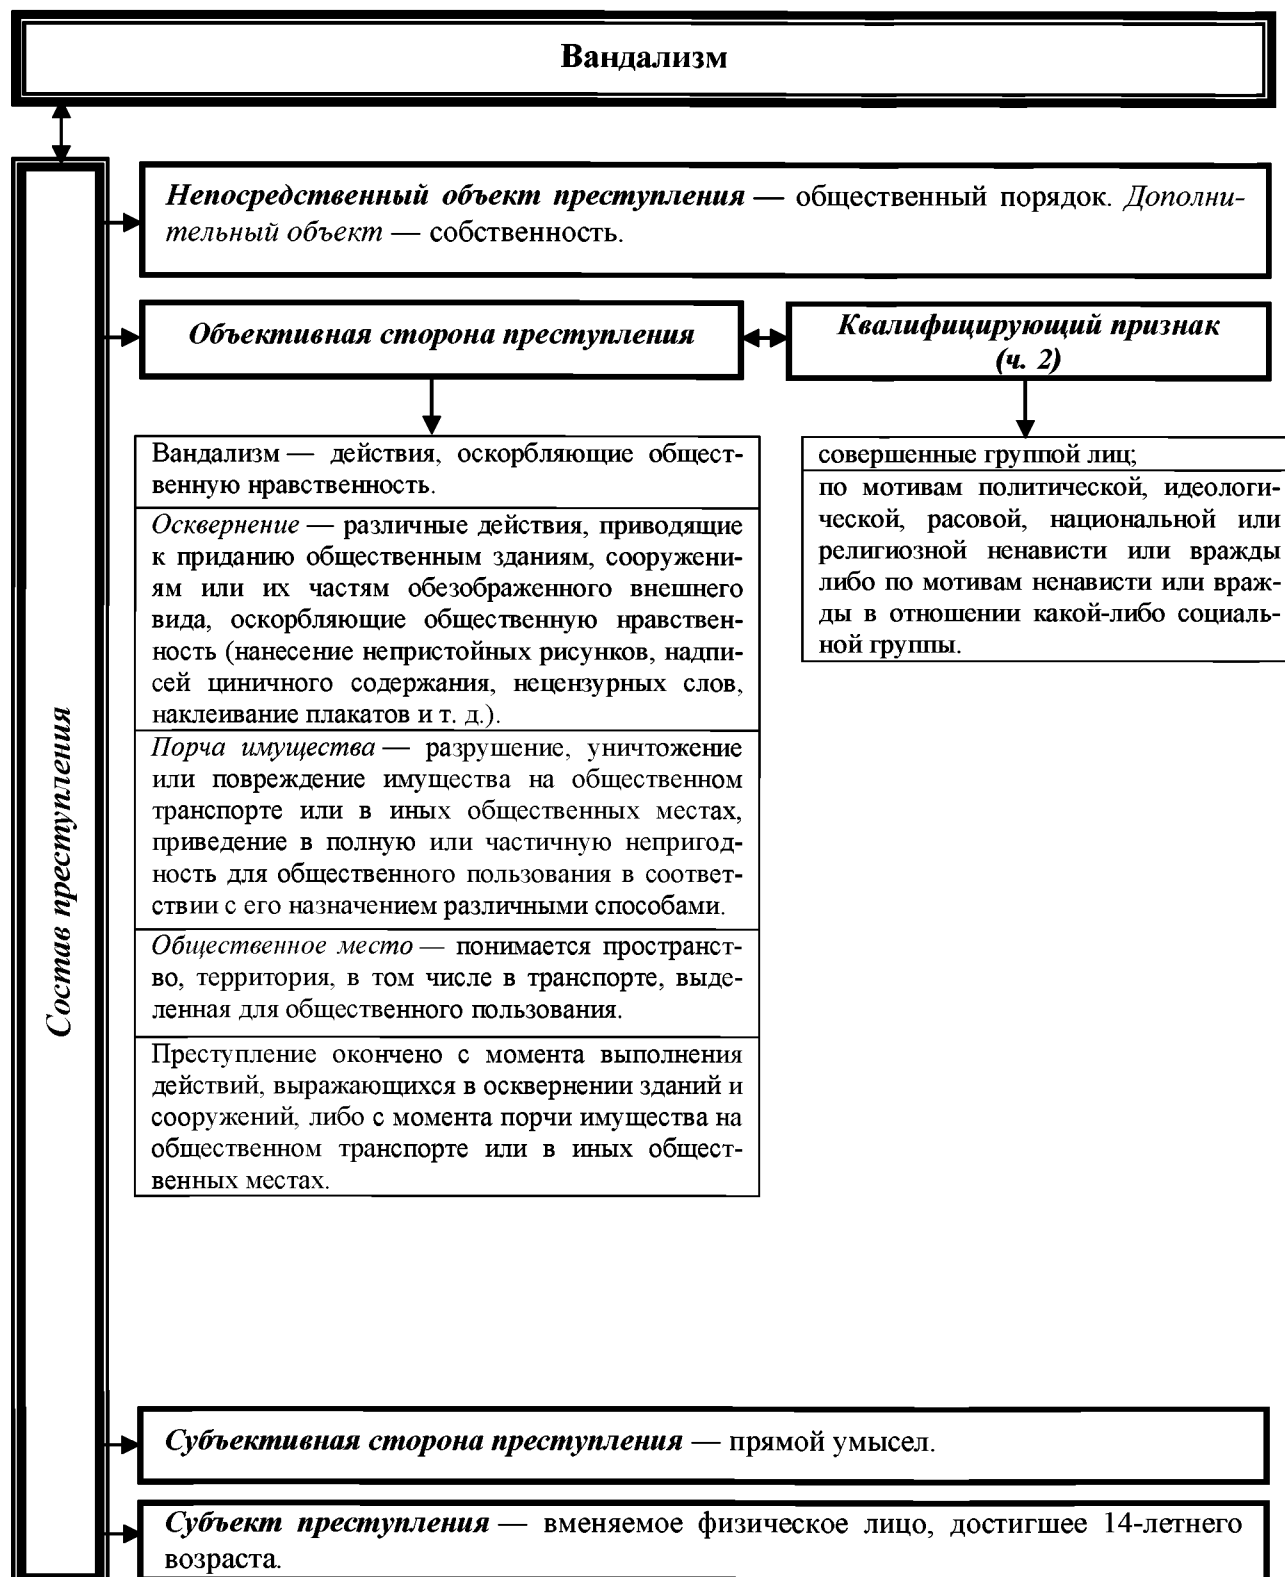 Вандализм
Состав преступления
Непосредственный объект преступления — общественный порядок. Дополни-
тельный объект — собственность.
Объективная сторона преступления
Квалифицирующий признак
(ч. 2)
Вандализм — действия, оскорбляющие общест-
венную нравственность.
Осквернение — различные действия, приводящие
к приданию общественным зданиям, сооружени-
ям или их частям обезображенного внешнего
вида, оскорбляющие общественную нравствен-
ность (нанесение непристойных рисунков, надпи-
сей циничного содержания, нецензурных слов,
наклеивание плакатов и т. д.).
Порча имущества — разрушение, уничтожение
или повреждение имущества на общественном
транспорте или в иных общественных местах,
приведение в полную или частичную непригод-
ность для общественного пользования в соответ-
ствии с его назначением различными способами.
Общественное место — понимается пространст-
во, территория, в том числе в транспорте, выде-
ленная для общественного пользования.
Преступление окончено с момента выполнения
действий, выражающихся в осквернении зданий и
сооружений, либо с момента порчи имущества на
общественном транспорте или в иных общест-
венных местах.
совершенные группой лиц;
по мотивам политической, идеологи-
ческой, расовой, национальной или
религиозной ненависти или вражды
либо по мотивам ненависти или враж-
ды в отношении какой-либо социаль-
ной группы.
Субъективная сторона преступления — прямой умысел.
Субъект преступления — вменяемое физическое лицо, достигшее 14-летнего
возраста.